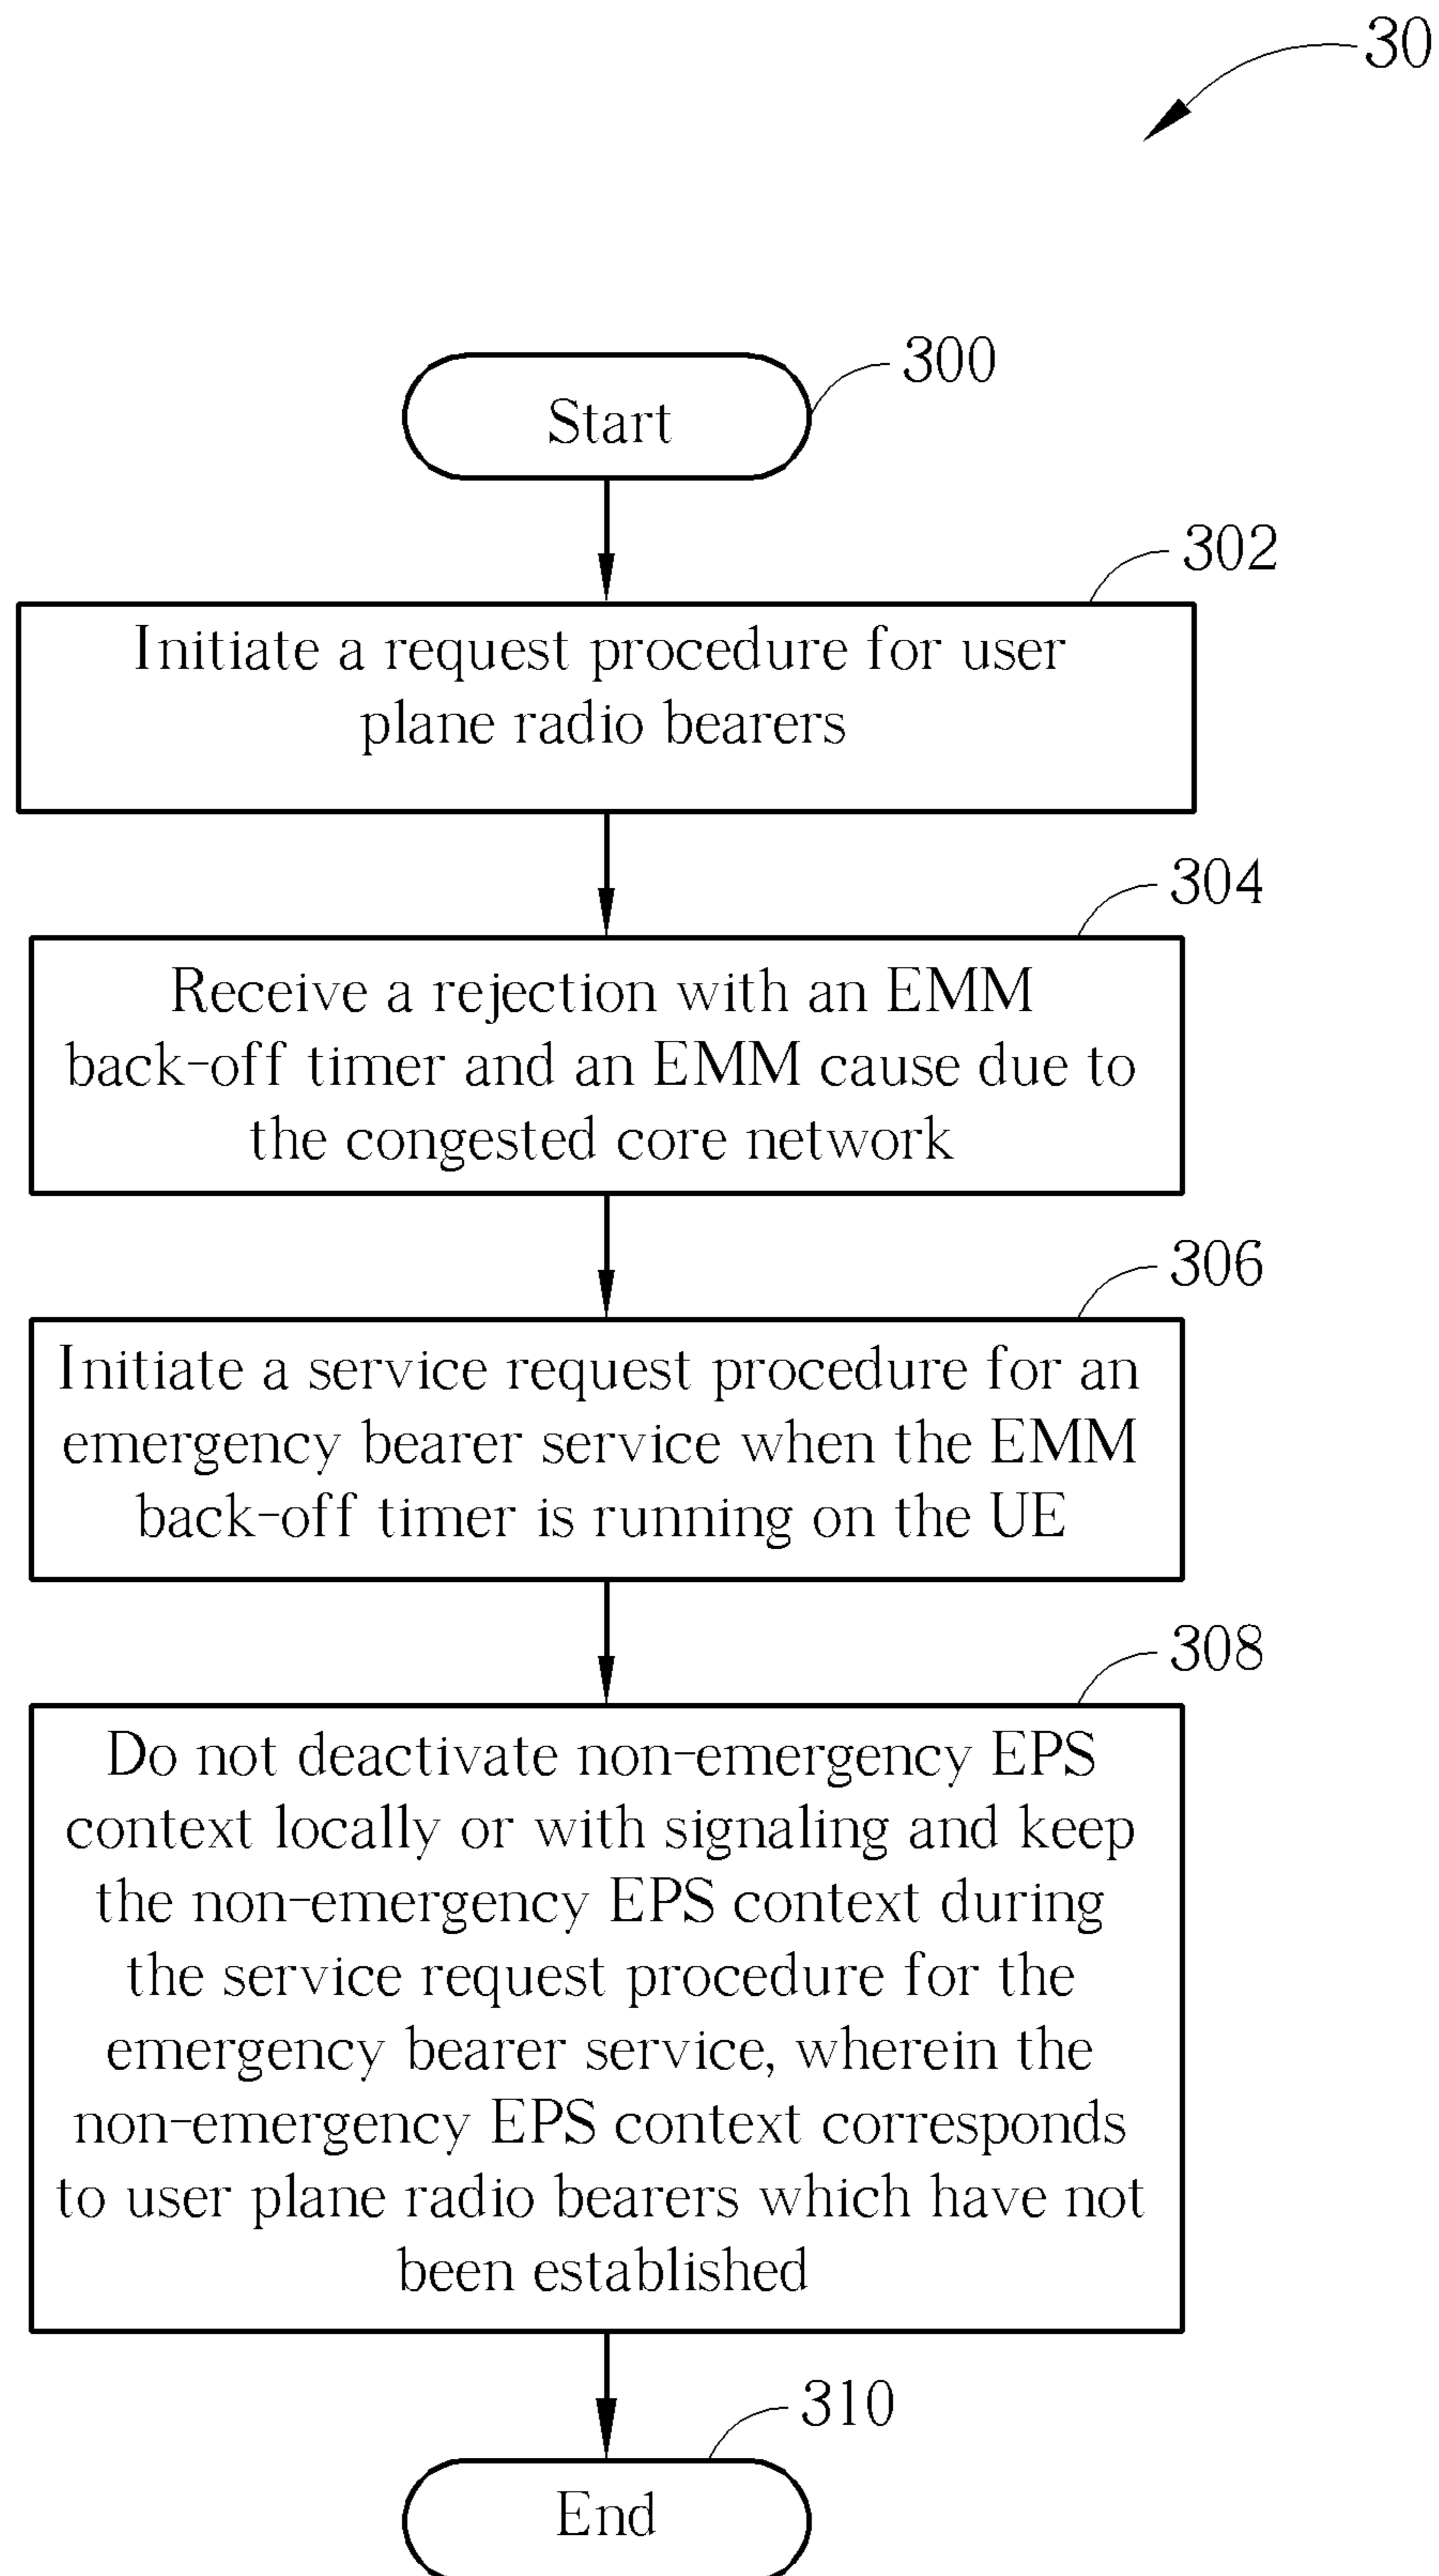 30
300
Start
302
Initiate a request procedure for user
plane radio bearers
304
Receive a rejection with an EMM
back-off timer and an EMM cause due to
the congested core network
306
Initiate a service request procedure for an
emergency bearer service when the EMM
back-off timer is running on the UE
308
Do not deactivate non-emergency EPS
context locally or with signaling and keep
the non-emergency EPS context during
the service request procedure for the
emergency bearer service, wherein the
non-emergency EPS context corresponds
to user plane radio bearers which have not
been established
310
End